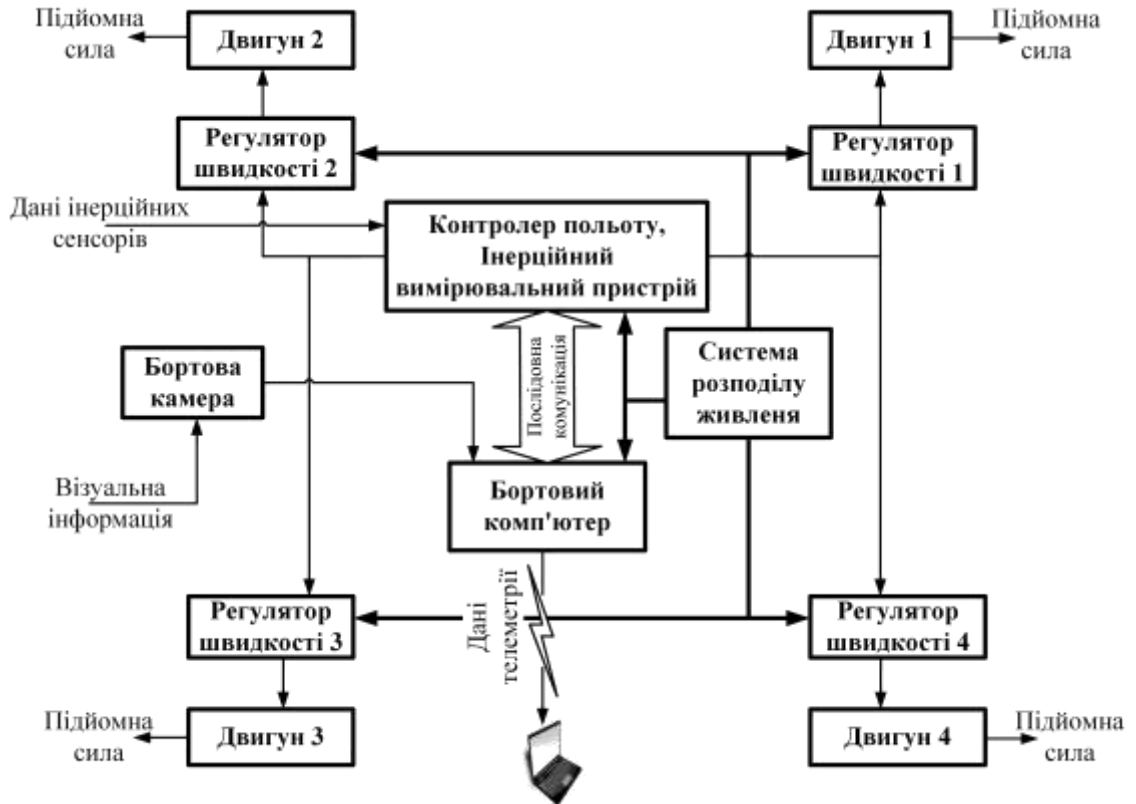 Підйомна
сила
Двигун 2
Двигун 1
Підйомна
сила
Регулятор
швидкості 2
Регулятор
швидкості 1
Дані інерційних
сенсорів
Контролер польоту,
Інерційний
вимірювальний пристрій
Бортова
камера
Послідовна
комунікація
Система
розподілу
живленя
Візуальна
інформація
Бортовий
комп'ютер
Дані
телеметрії
Регулятор
швидкості 3
Регулятор
швидкості 4
Підйомна
сила
Двигун 3
Двигун 4
Підйомна
сила